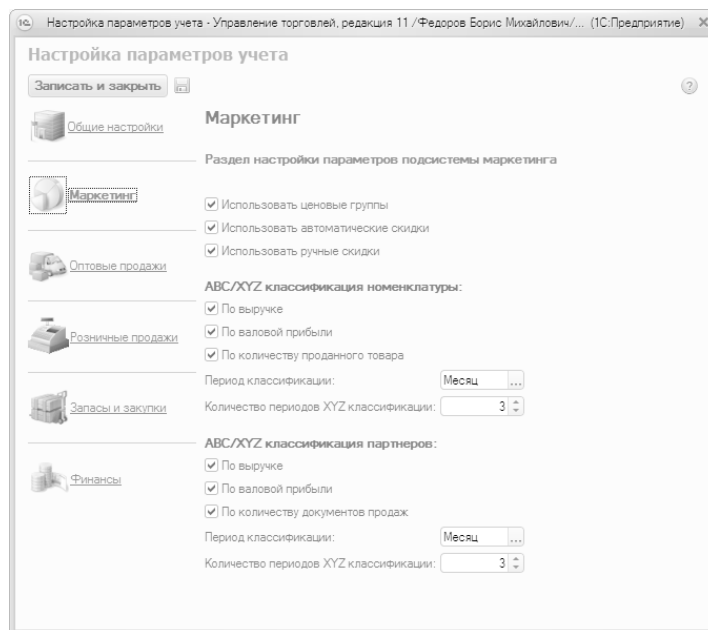 Настройка параметров учета - Управление торговлей, редакция 11 /Федоров Борис Михайлович/... (1С:Предприятие)
Настройка параметров учета
Записать и закрыть
?
Общие настройки
Маркетинг
Оптовые продажи
Розничные продажи
Запасы и закупки
Финансы
Маркетинг
Раздел настройки параметров подсистемы маркетинга
Использовать ценовые группы
Использовать автоматические скидки
Использовать ручные скидки
ABC/XYZ классификация номенклатуры:
По выручке
По валовой прибыли
По количеству проданного товара
Период классификации: Месяц ...
Количество периодов XYZ классификации: 3
ABC/XYZ классификация партнеров:
По выручке
По валовой прибыли
По количеству документов продаж
Период классификации: Месяц ...
Количество периодов XYZ классификации: 3